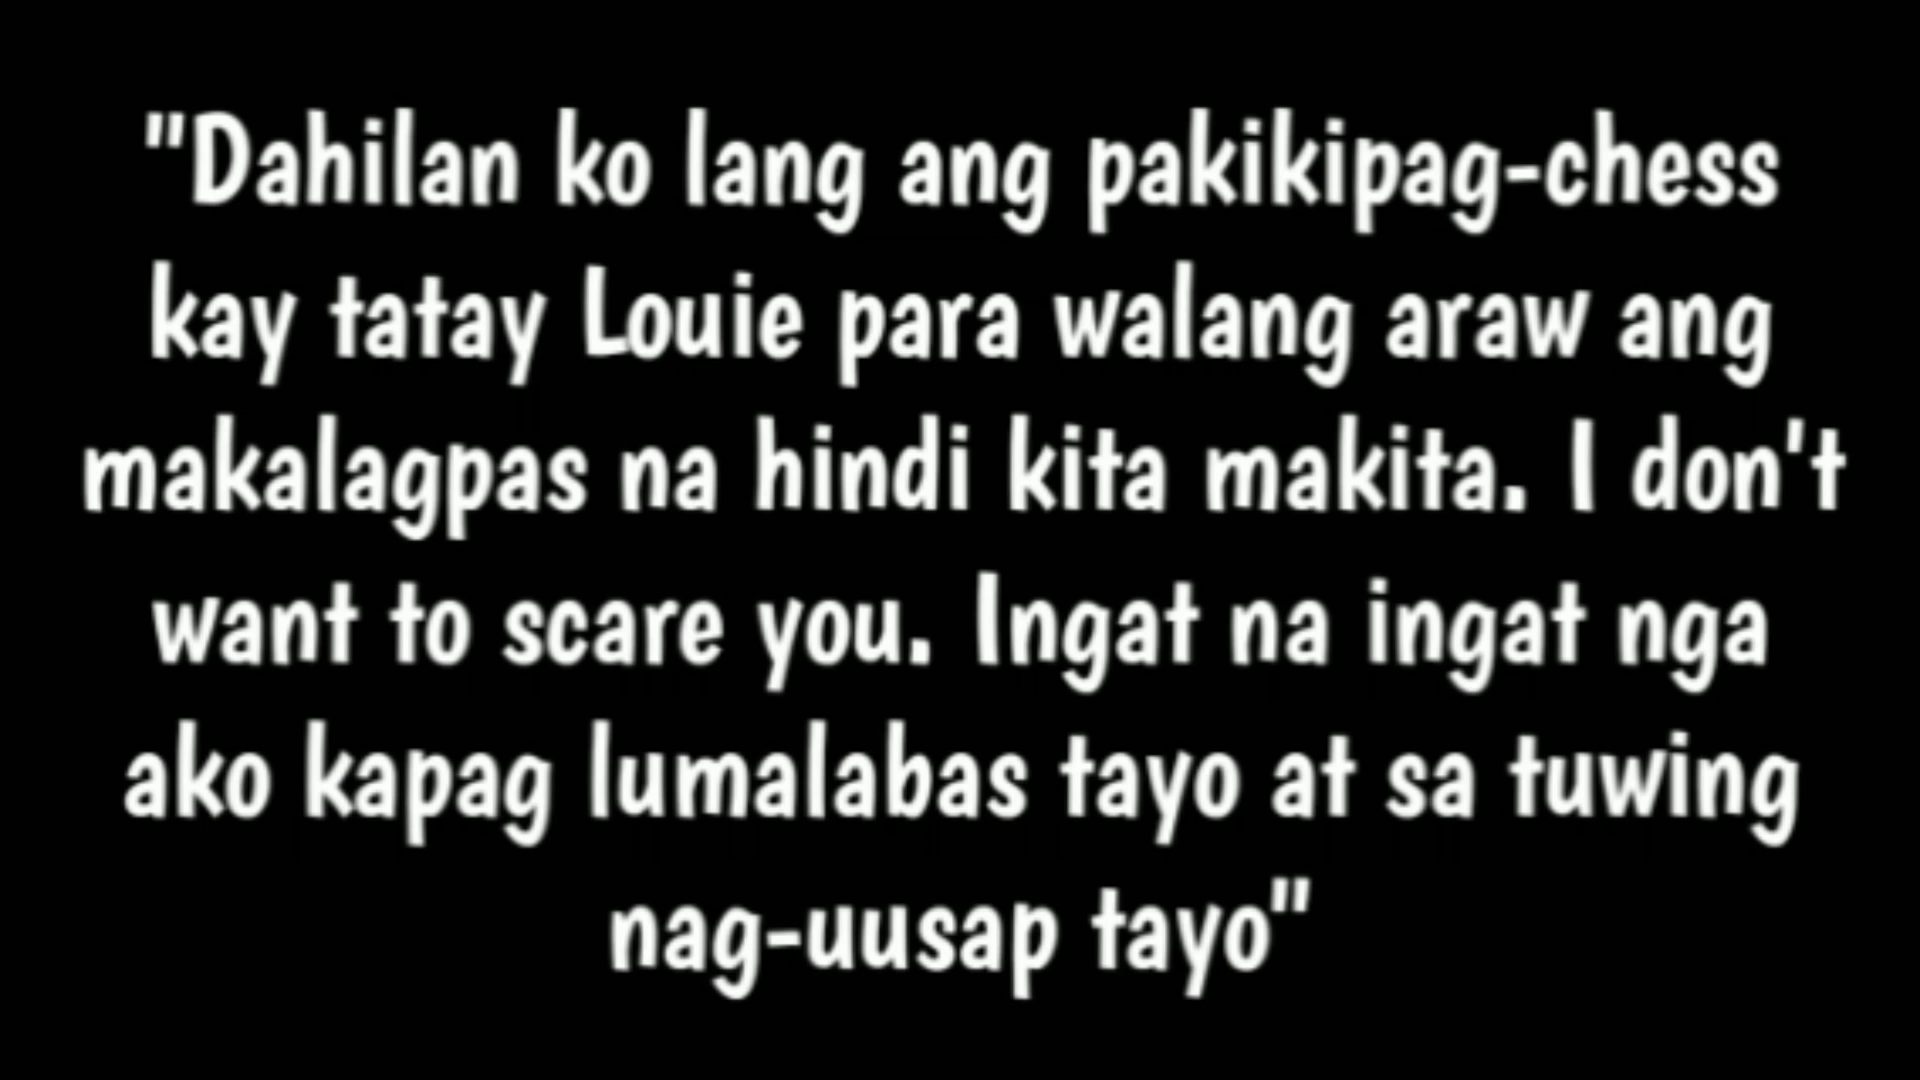 "Dahilan ko lang ang pakikipag-chess
kay tatay Louie para walang araw ang
makalagpas na hindi kita makita. I don't
want to scare you. Ingat na ingat nga
ako kapag lumalabas tayo at sa tuwing
nag-uusap tayo"